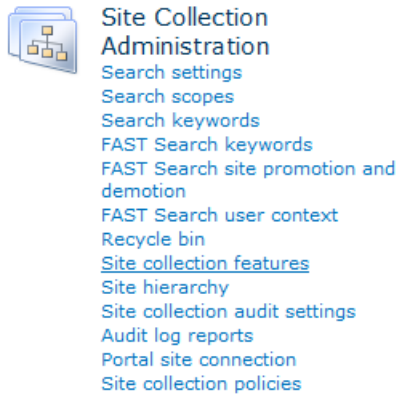 Site Collection
Administration
Search settings
Search scopes
Search keywords
FAST Search keywords
FAST Search site promotion and
demotion
FAST Search user context
Recycle bin
Site collection features
Site hierarchy
Site collection audit settings
Audit log reports
Portal site connection
Site collection policies